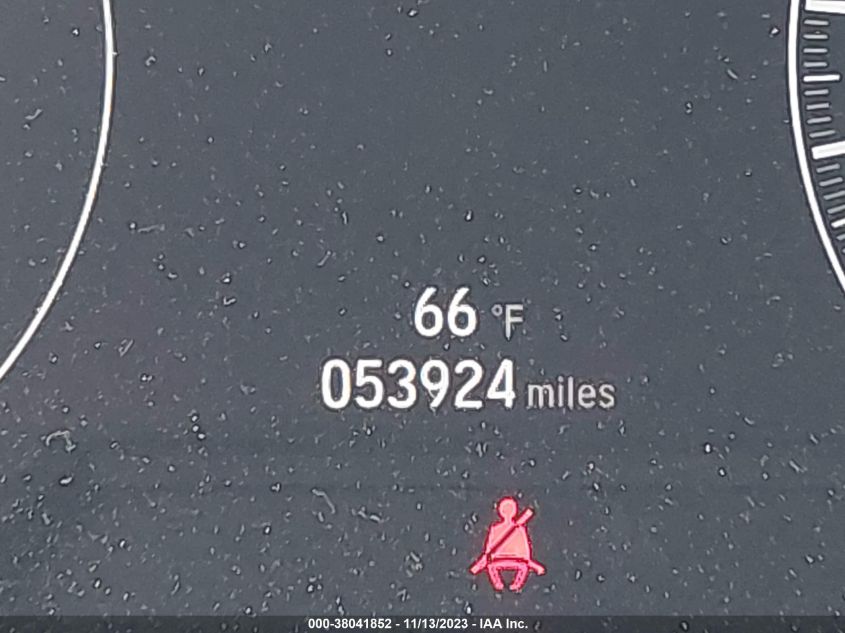 66 °F
053924 miles
000-38041852 - 11/13/2023 - IAA Inc.